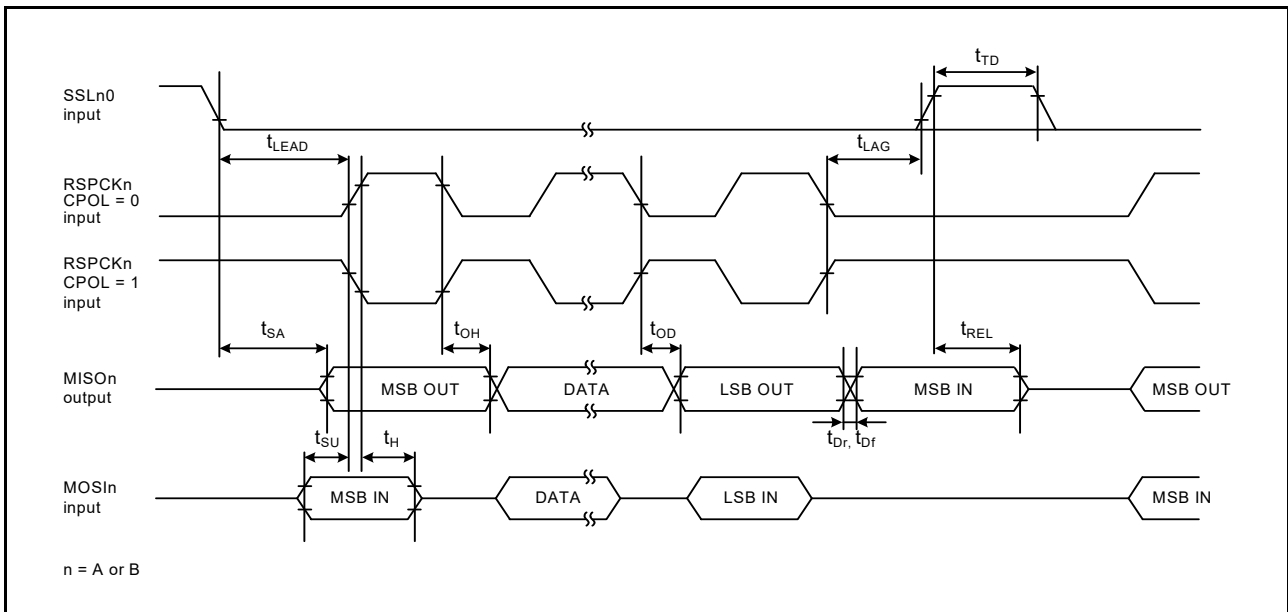 tTD
SSLn0
input
tLEAD
tLAG
RSPCKn
CPOL = 0
input
RSPCKn
CPOL = 1
input
tSA
tOH
tOD
tREL
MISOn
output
MSB OUT
DATA
LSB OUT
MSB IN
MSB OUT
tSU
tH
tDr, tDf
MOSIn
input
MSB IN
DATA
LSB IN
MSB IN
n = A or B